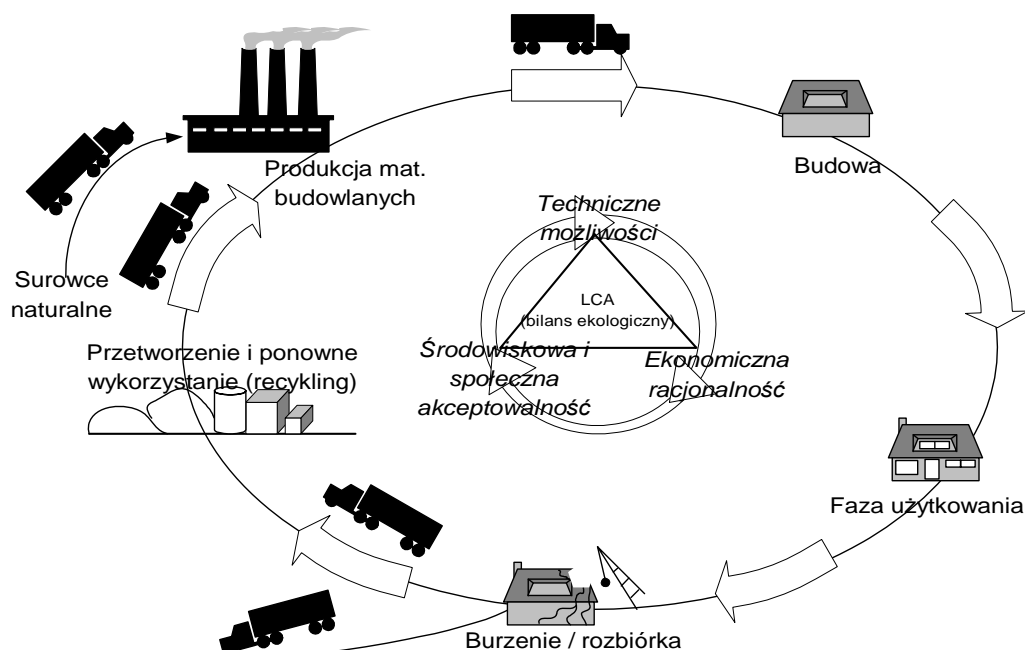 Produkcja mat.
budowlanych
Budowa
Techniczne
możliwości
Surowce
naturalne
LCA
(bilans ekologiczny)
Przetworzenie i ponowne
wykorzystanie (recykling)
Środowiskowa i
społeczna
akceptowalność
Ekonomiczna
racjonalność
Faza użytkowania
Burzenie / rozbiórka